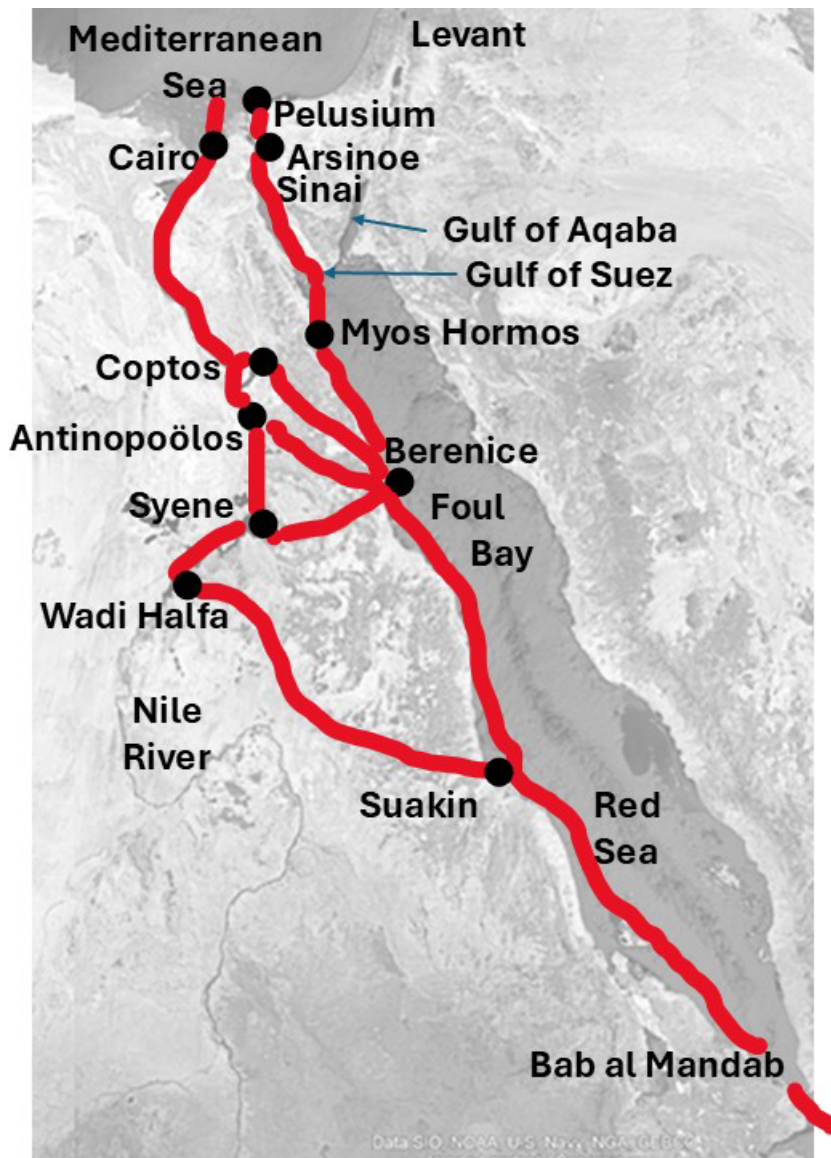 Mediterranean
Sea
Levant
Pelusium
Cairo
Arsinoe
Sinai
Gulf of Aqaba
Gulf of Suez
Myos Hormos
Coptos
Antinopoölos
Berenice
Syene
Foul
Bay
Wadi Halfa
Nile
River
Suakin
Red
Sea
Bab al Mandab
Data SIO, NOAA, U.S. Navy, NGA, GEBCO